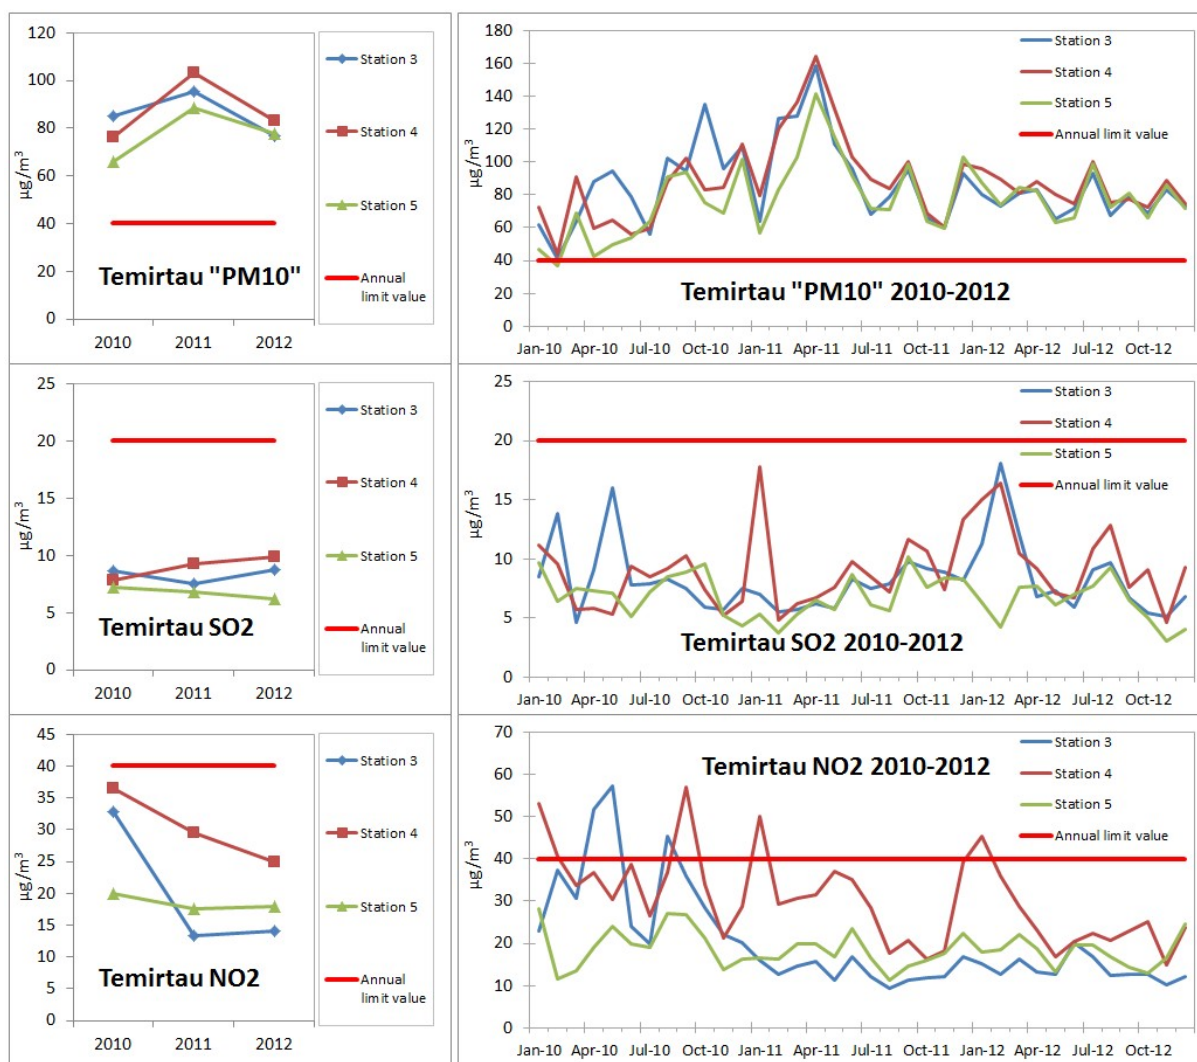 120
100
80
60
40
20
0
µg/m³
2010 2011 2012
Temirtau "PM10"
Station 3
Station 4
Station 5
Annual
limit value
180
160
140
120
100
80
60
40
20
0
µg/m³
Jan-10 Apr-10 Jul-10 Oct-10 Jan-11 Apr-11 Jul-11 Oct-11 Jan-12 Apr-12 Jul-12 Oct-12
Station 3
Station 4
Station 5
Annual limit value
Temirtau "PM10" 2010-2012
25
20
15
10
5
0
µg/m³
2010 2011 2012
Temirtau SO2
Station 3
Station 4
Station 5
Annual
limit value
25
20
15
10
5
0
µg/m³
Jan-10 Apr-10 Jul-10 Oct-10 Jan-11 Apr-11 Jul-11 Oct-11 Jan-12 Apr-12 Jul-12 Oct-12
Station 3
Station 4
Station 5
Annual limit value
Temirtau SO2 2010-2012
45
40
35
30
25
20
15
10
5
0
µg/m³
2010 2011 2012
Temirtau NO2
Station 3
Station 4
Station 5
Annual
limit value
70
60
50
40
30
20
10
0
µg/m³
Jan-10 Apr-10 Jul-10 Oct-10 Jan-11 Apr-11 Jul-11 Oct-11 Jan-12 Apr-12 Jul-12 Oct-12
Temirtau NO2 2010-2012
Station 3
Station 4
Station 5
Annual limit value